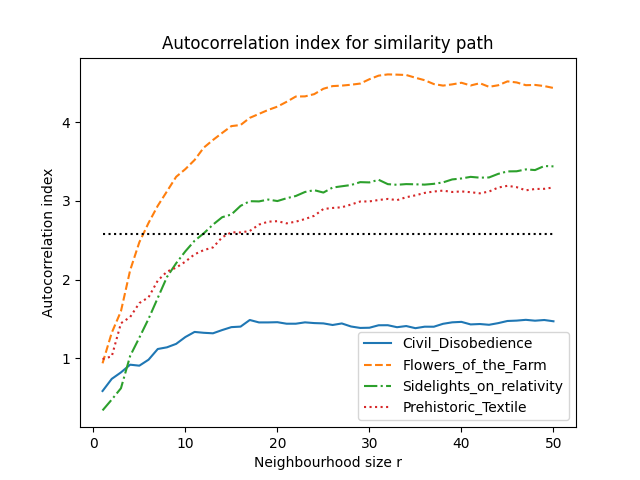 Autocorrelation index for similarity path
Autocorrelation index
4
3
2
1
0
10
20
30
40
50
Neighbourhood size r
Civil_Disobedience
Flowers_of_the_Farm
Sidelights_on_relativity
Prehistoric_Textile